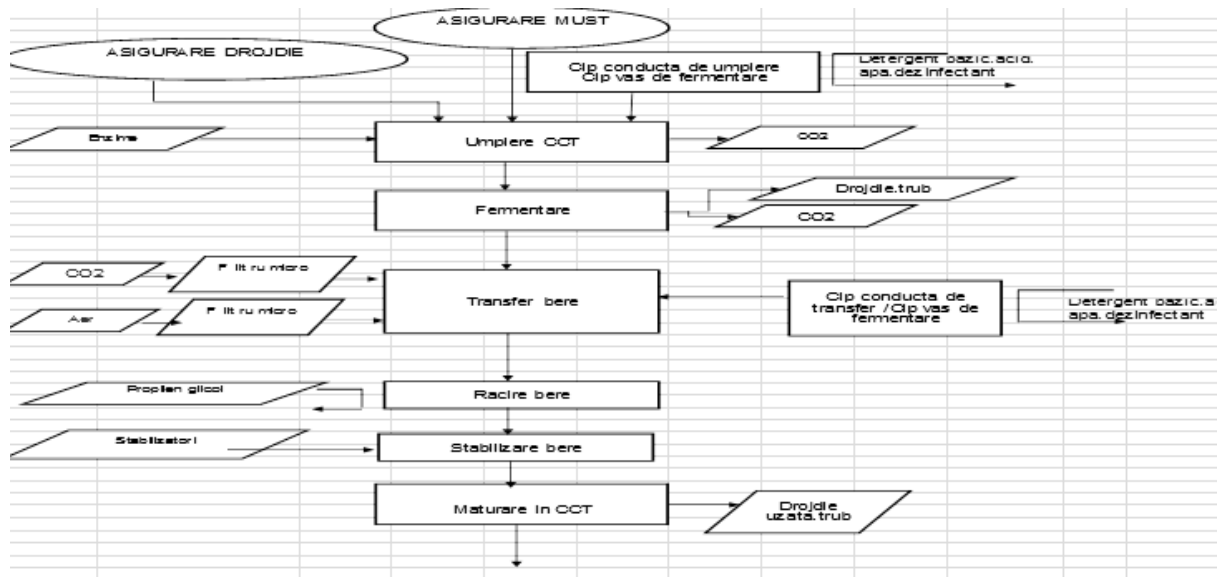 ASIGURARE MUST
ASIGURARE DROJDIE
Cip conducta de umplere
Cip vas de fermentare
Detergent bazic.acid.
apa.dezinfectant
Enzime
Umplere CCT
CO2
Fermentare
Drojdie.trub
CO2
CO2
Filtru micro
Transfer bere
Cip conducta de
transfer /Cip vas de
fermentare
Detergent bazic.a
apa.dezinfectant
Aer
Filtru micro
Propilen glicol
Racire bere
Stabilizatori
Stabilizare bere
Maturare in CCT
Drojdie
uzata.trub